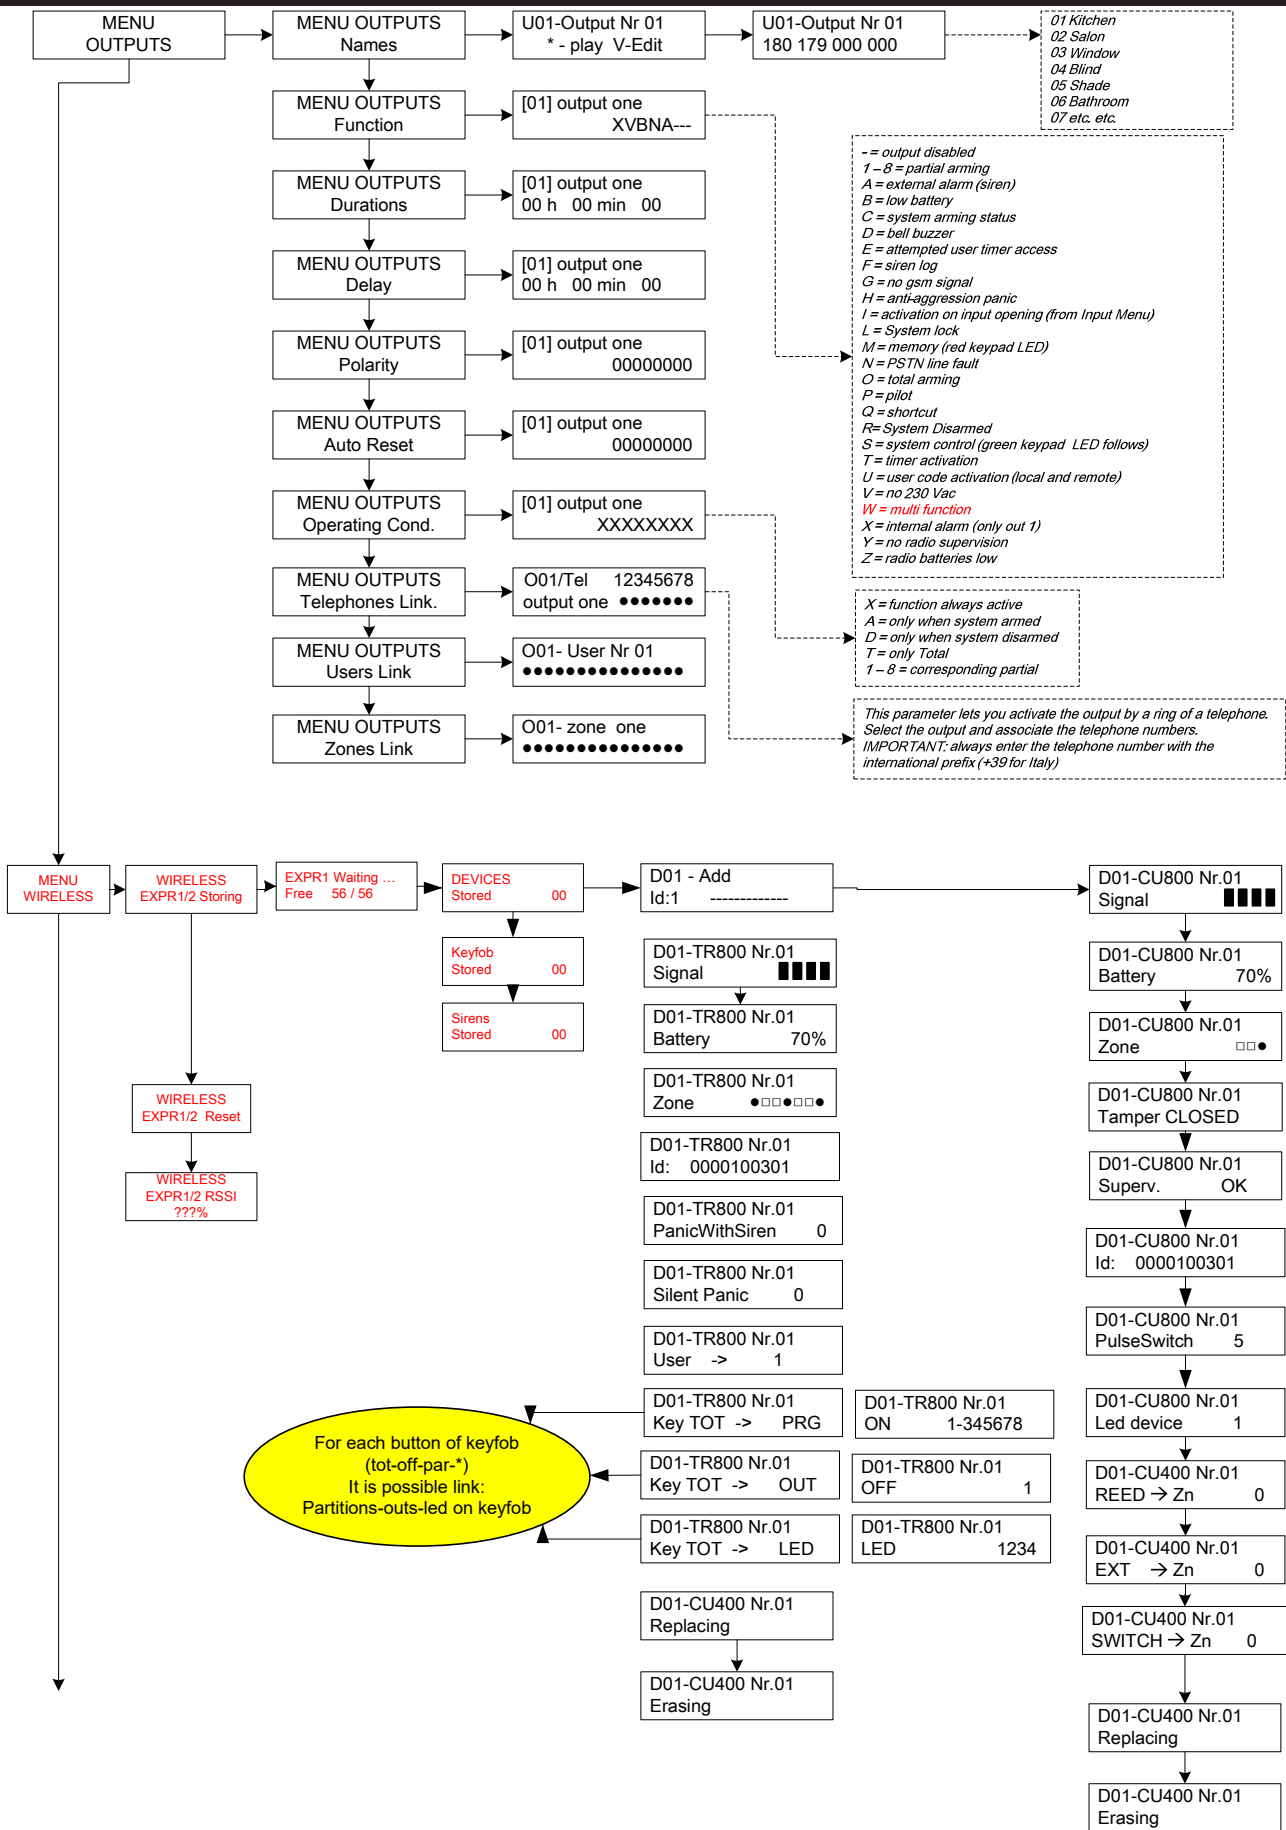 MENU
OUTPUTS
MENU OUTPUTS
Names
U01-Output Nr 01
* - play V-Edit
U01-Output Nr 01
180 179 000 000
01 Kitchen
02 Salon
03 Window
04 Blind
05 Shade
06 Bathroom
07 etc. etc.
MENU OUTPUTS
Function
[01] output one
XVBNA---
- = output disabled
1 – 8 = partial arming
A = external alarm (siren)
B = low battery
C = system arming status
D = bell buzzer
E = attempted user timer access
F = siren log
G = no gsm signal
H = anti-aggression panic
I = activation on input opening (from Input Menu)
L = System lock
M = memory (red keypad LED)
N = PSTN line fault
O = total arming
P = pilot
Q = shortcut
R= System Disarmed
S = system control (green keypad LED follows)
T = timer activation
U = user code activation (local and remote)
V = no 230 Vac
W = multi function
X = internal alarm (only out 1)
Y = no radio supervision
Z = radio batteries low
MENU OUTPUTS
Durations
[01] output one
00 h 00 min 00
MENU OUTPUTS
Delay
[01] output one
00 h 00 min 00
MENU OUTPUTS
Polarity
[01] output one
00000000
MENU OUTPUTS
Auto Reset
[01] output one
00000000
MENU OUTPUTS
Operating Cond.
[01] output one
XXXXXXXX
MENU OUTPUTS
Telephones Link.
O01/Tel 12345678
output one ●●●●●●●
X = function always active
A = only when system armed
D = only when system disarmed
T = only Total
1 – 8 = corresponding partial
MENU OUTPUTS
Users Link
O01- User Nr 01
●●●●●●●●●●●●●●●
MENU OUTPUTS
Zones Link
O01- zone one
●●●●●●●●●●●●●●●
This parameter lets you activate the output by a ring of a telephone.
Select the output and associate the telephone numbers.
IMPORTANT: always enter the telephone number with the
international prefix (+39 for Italy)
MENU
WIRELESS
WIRELESS
EXPR1/2 Storing
EXPR1 Waiting ...
Free 56 / 56
DEVICES
Stored 00
Keyfob
Stored 00
Sirens
Stored 00
WIRELESS
EXPR1/2 Reset
WIRELESS
EXPR1/2 RSSI
???%
D01 - Add
Id:1 -------------
D01-TR800 Nr.01
Signal
D01-TR800 Nr.01
Battery 70%
D01-TR800 Nr.01
Zone ●□□●□□●
D01-TR800 Nr.01
Id: 0000100301
D01-TR800 Nr.01
PanicWithSiren 0
D01-TR800 Nr.01
Silent Panic 0
D01-TR800 Nr.01
User -> 1
D01-TR800 Nr.01
Key TOT -> PRG
D01-TR800 Nr.01
ON 1-345678
D01-TR800 Nr.01
Key TOT -> OUT
D01-TR800 Nr.01
OFF 1
D01-TR800 Nr.01
Key TOT -> LED
D01-TR800 Nr.01
LED 1234
For each button of keyfob
(tot-off-par-*)
It is possible link:
Partitions-outs-led on keyfob
D01-CU400 Nr.01
Replacing
D01-CU400 Nr.01
Erasing
D01-CU800 Nr.01
Signal
D01-CU800 Nr.01
Battery 70%
D01-CU800 Nr.01
Zone □□●
D01-CU800 Nr.01
Tamper CLOSED
D01-CU800 Nr.01
Superv. OK
D01-CU800 Nr.01
Id: 0000100301
D01-CU800 Nr.01
PulseSwitch 5
D01-CU800 Nr.01
Led device 1
D01-CU400 Nr.01
REED → Zn 0
D01-CU400 Nr.01
EXT → Zn 0
D01-CU400 Nr.01
SWITCH → Zn 0
D01-CU400 Nr.01
Replacing
D01-CU400 Nr.01
Erasing